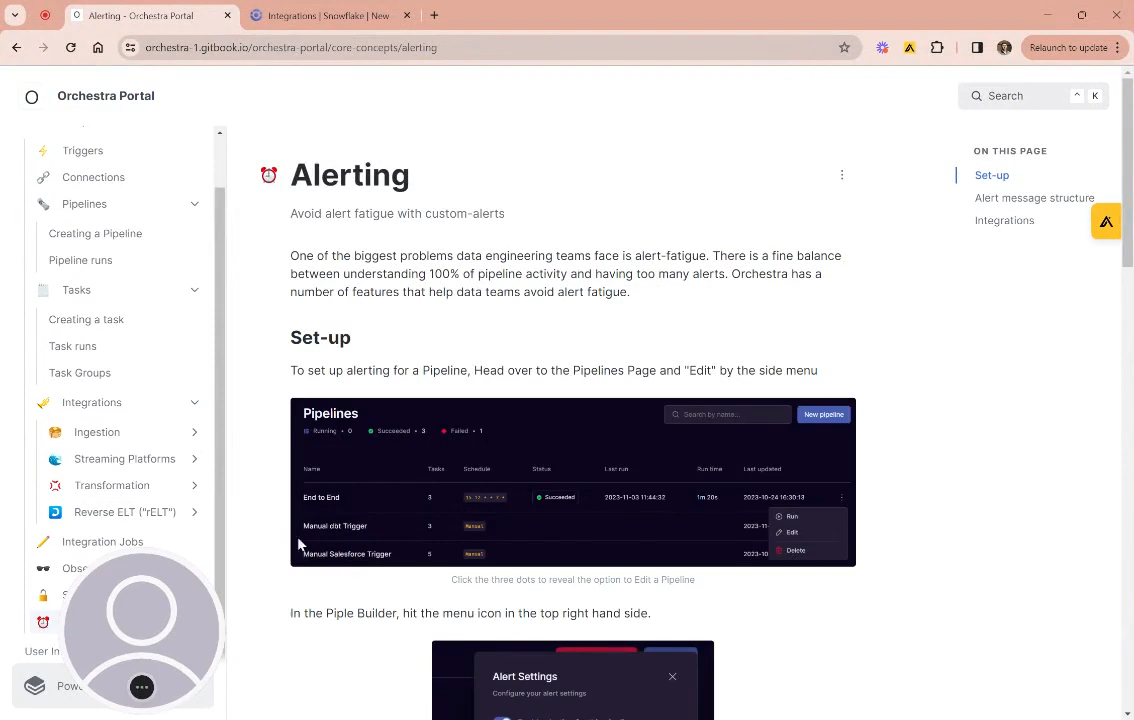 Alerting - Orchestra Portal
Integrations | Snowflake | New
orchestra-1.gitbook.io/orchestra-portal/core-concepts/alerting
Relaunch to update
Orchestra Portal
Search
^ K
Triggers
Connections
Pipelines
Creating a Pipeline
Pipeline runs
Tasks
Creating a task
Task runs
Task Groups
Integrations
Ingestion
Streaming Platforms
Transformation
Reverse ELT ("rELT")
Integration Jobs
User In
Alerting
Avoid alert fatigue with custom-alerts
One of the biggest problems data engineering teams face is alert-fatigue. There is a fine balance
between understanding 100% of pipeline activity and having too many alerts. Orchestra has a
number of features that help data teams avoid alert fatigue.
Set-up
To set up alerting for a Pipeline, Head over to the Pipelines Page and "Edit" by the side menu
Pipelines
Running • 0 Succeeded • 3 Failed • 1
Search by name...
New pipeline
Name Tasks Schedule Status Last run Run time Last updated
End to End 3 Succeeded 2023-11-03 11:44:32 1m 20s 2023-10-24 16:30:13
Manual dbt Trigger 3 Manual 2023-11
Manual Salesforce Trigger 5 Manual 2023-10
Run
Edit
Delete
Click the three dots to reveal the option to Edit a Pipeline
In the Piple Builder, hit the menu icon in the top right hand side.
Alert Settings
Configure your alert settings
ON THIS PAGE
Set-up
Alert message structure
Integrations